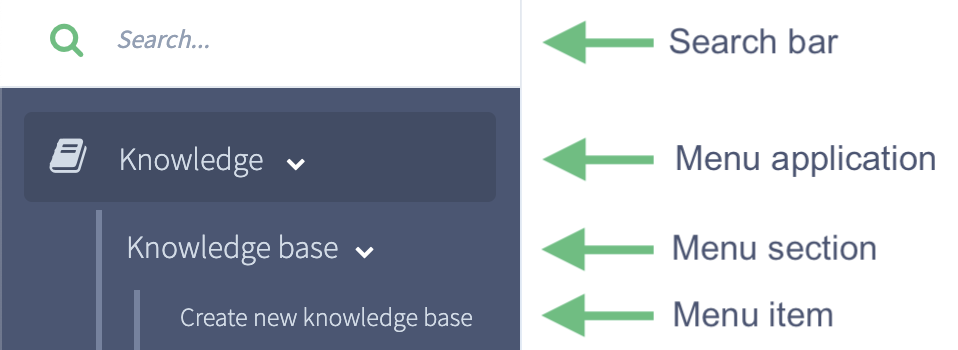 Search... Search bar
Knowledge Menu application
Knowledge base Menu section
Create new knowledge base Menu item